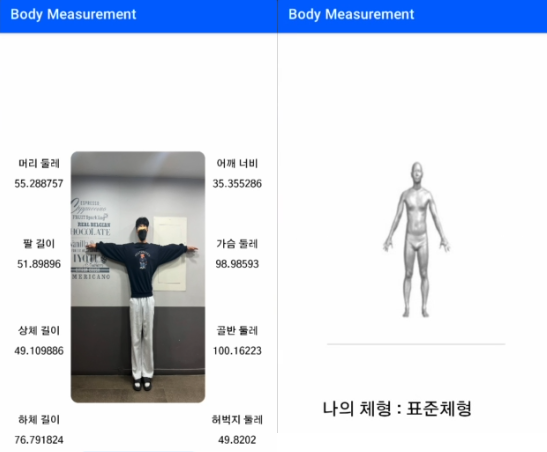 Body Measurement
머리 둘레
55.288757
어깨 너비
35.355286
팔 길이
51.89896
가슴 둘레
98.98593
상체 길이
49.109886
골반 둘레
100.16223
하체 길이
76.791824
허벅지 둘레
49.8202
CHOCOLATE
AMERICANO
Body Measurement
나의 체형 : 표준체형